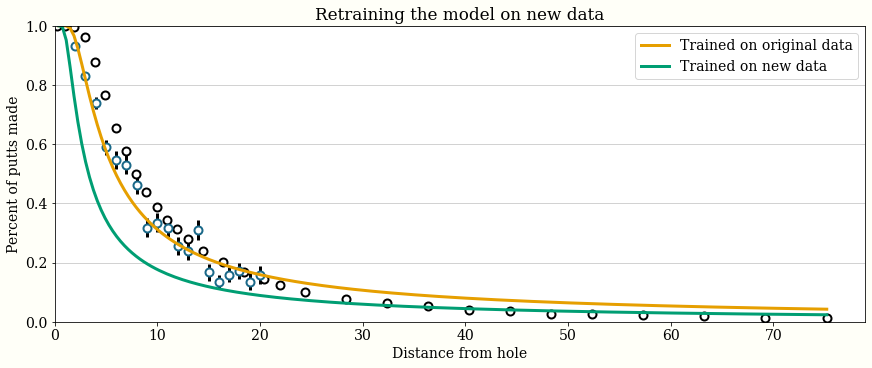 Retraining the model on new data
Trained on original data
Trained on new data
Percent of putts made
1.0
0.8
0.6
0.4
0.2
0.0
0 10 20 30 40 50 60 70
Distance from hole